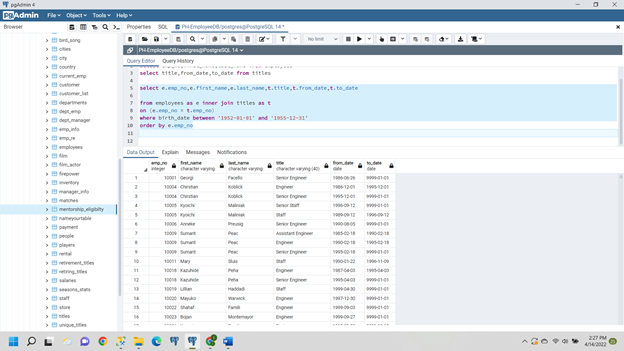 pgAdmin 4
pgAdmin File Object Tools Help
Browser
Properties SQL PH-EmployeeDB/postgres@PostgreSQL 14 *
No limit
PH-EmployeeDB/postgres@PostgreSQL 14
Query Editor Query History
3 select title,from_date,to_date from titles
4
5 select e.emp_no,e.first_name,e.last_name,t.title,t.from_date,t.to_date
6
7 from employees as e inner join titles as t
8 on (e.emp_no = t.emp_no)
9 where birth_date between '1952-01-01' and '1955-12-31'
10 order by e.emp_no
11
12
Data Output Explain Messages Notifications
emp_no first_name last_name title from_date to_date
integer character varying character varying character varying (40) date date
1 10001 Georgi Facello Senior Engineer 1986-06-26 9999-01-01
2 10004 Chirstian Koblick Engineer 1986-12-01 1995-12-01
3 10004 Chirstian Koblick Senior Engineer 1995-12-01 9999-01-01
4 10005 Kyoichi Maliniak Senior Staff 1996-09-12 9999-01-01
5 10005 Kyoichi Maliniak Staff 1989-09-12 1996-09-12
6 10006 Anneke Preusig Senior Engineer 1990-08-05 9999-01-01
7 10009 Sumant Peac Assistant Engineer 1985-02-18 1990-02-18
8 10009 Sumant Peac Engineer 1990-02-18 1995-02-18
9 10009 Sumant Peac Senior Engineer 1995-02-18 9999-01-01
10 10011 Mary Sluis Staff 1990-01-22 1996-11-09
11 10018 Kazuhide Peha Engineer 1987-04-03 1995-04-03
12 10018 Kazuhide Peha Senior Engineer 1995-04-03 9999-01-01
13 10019 Lillian Haddadi Staff 1999-04-30 9999-01-01
14 10020 Mayuko Warwick Engineer 1997-12-30 9999-01-01
15 10022 Shahaf Famili Engineer 1999-09-03 9999-01-01
16 10023 Bojan Montemayor Engineer 1999-09-27 9999-01-01
bird_song
cities
city
country
current_emp
customer
customer_list
departments
dept_emp
dept_manager
emp_info
emp_re
employees
film
film_actor
firepower
inventory
manager_info
matches
mentorship_eligibilty
nameysurtable
payment
people
players
rental
retirement_titles
retiring_titles
salaries
seasons_stats
staff
store
titles
unique_titles
2:27 PM
4/14/2022